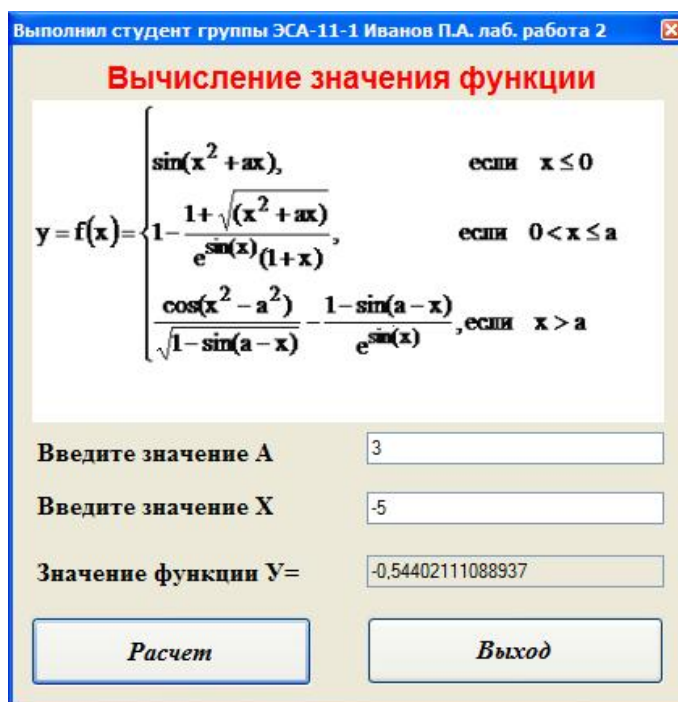 Выполнил студент группы ЭСА-11-1 Иванов П.А. лаб. работа 2
Вычисление значения функции
sin(x² + ax), если x ≤ 0
y = f(x) = { 1 − (1 + √(x² + ax)) / (e^sin(x) (1 + x)), если 0 < x ≤ a
cos(x² − a²) / √(1 − sin(a − x)) − (1 − sin(a − x)) / e^sin(x), если x > a
Введите значение А
3
Введите значение Х
-5
Значение функции У=
-0,54402111088937
Расчет
Выход